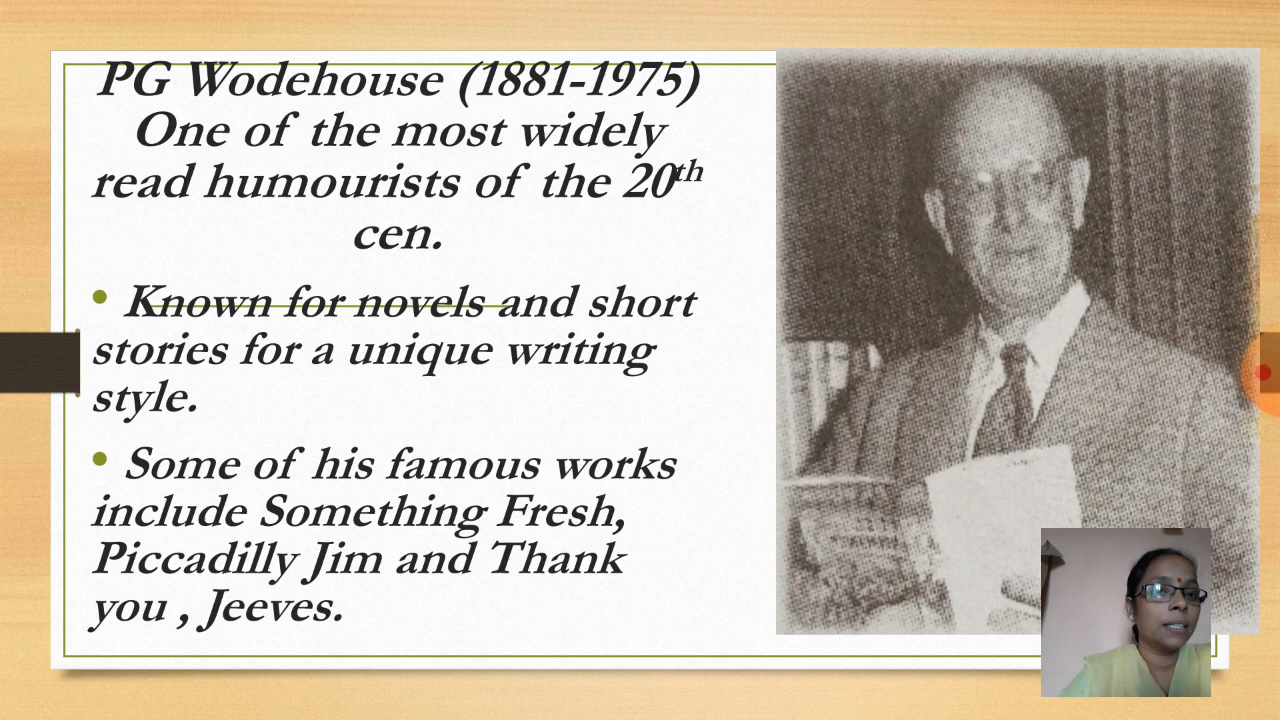 PG Wodehouse (1881-1975)
One of the most widely
read humourists of the 20th
cen.
• Known for novels and short
stories for a unique writing
style.
• Some of his famous works
include Something Fresh,
Piccadilly Jim and Thank
you , Jeeves.